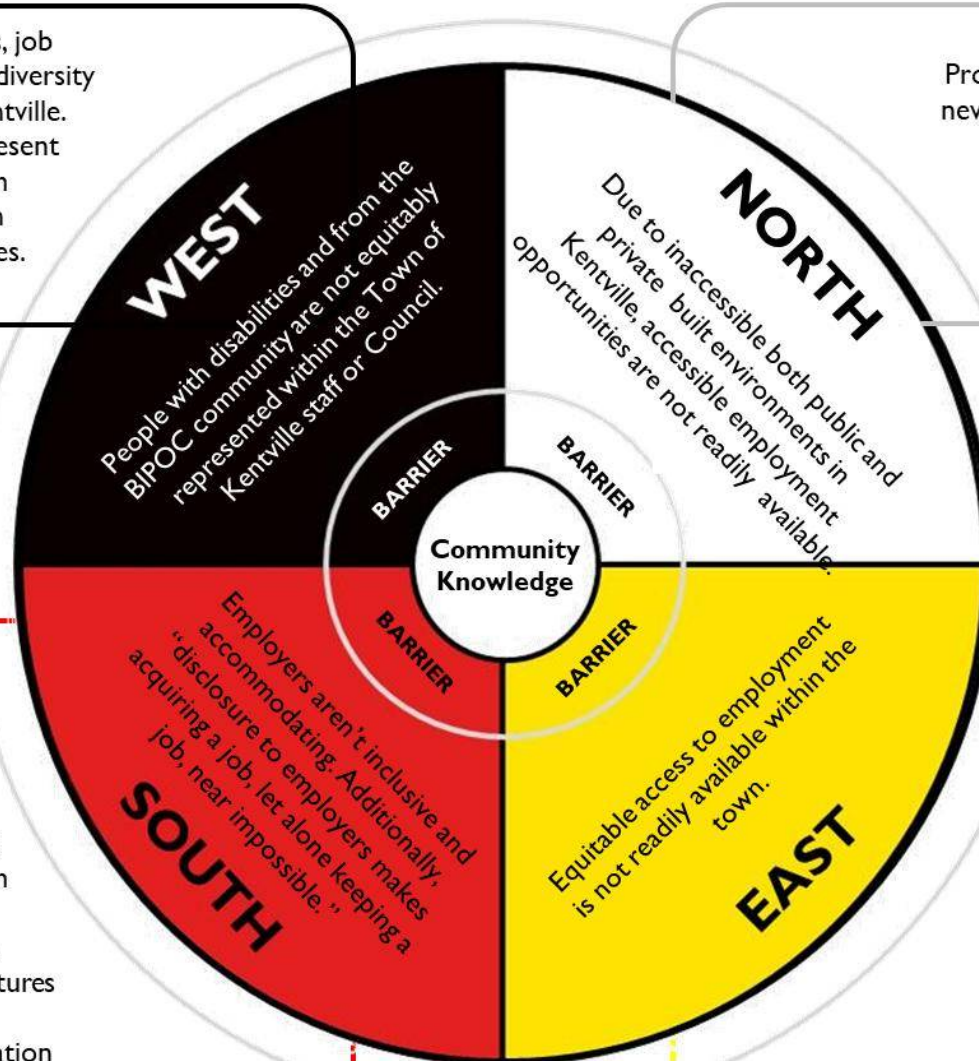 , job
diversity
ntville.
esent
n
n
es.
Pro
nev
WEST
People with disabilities and from the
BIPOC community are not equitably
represented within the Town of
Kentville staff or Council.
BARRIER
NORTH
Due to inaccessible both public and
private built environments in
Kentville, accessible employment
opportunities are not readily available.
BARRIER
Community
Knowledge
SOUTH
Employers aren't inclusive and
accommodating. Additionally,
“disclosure to employers makes
acquiring a job, let alone keeping a
job, near impossible.”
BARRIER
EAST
Equitable access to employment
is not readily available within the
town.
BARRIER
n
tures
ation